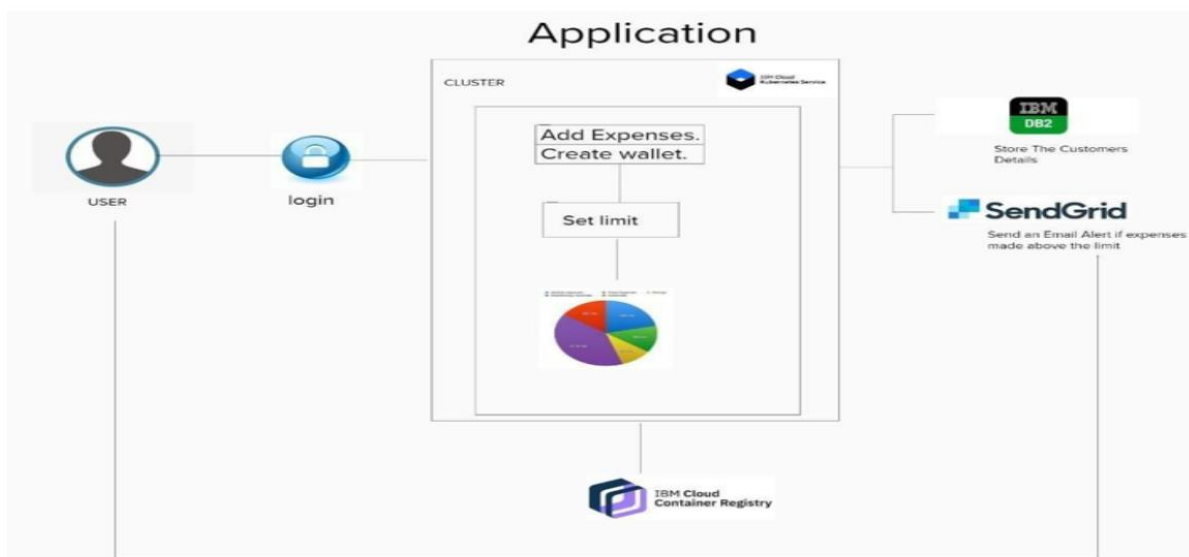 Application
CLUSTER
IBM Cloud
Kubernetes Service
Add Expenses.
Create wallet.
Set limit
USER
login
IBM
DB2
Store The Customers
Details
SendGrid
Send an Email Alert if expenses
made above the limit
IBM Cloud
Container Registry